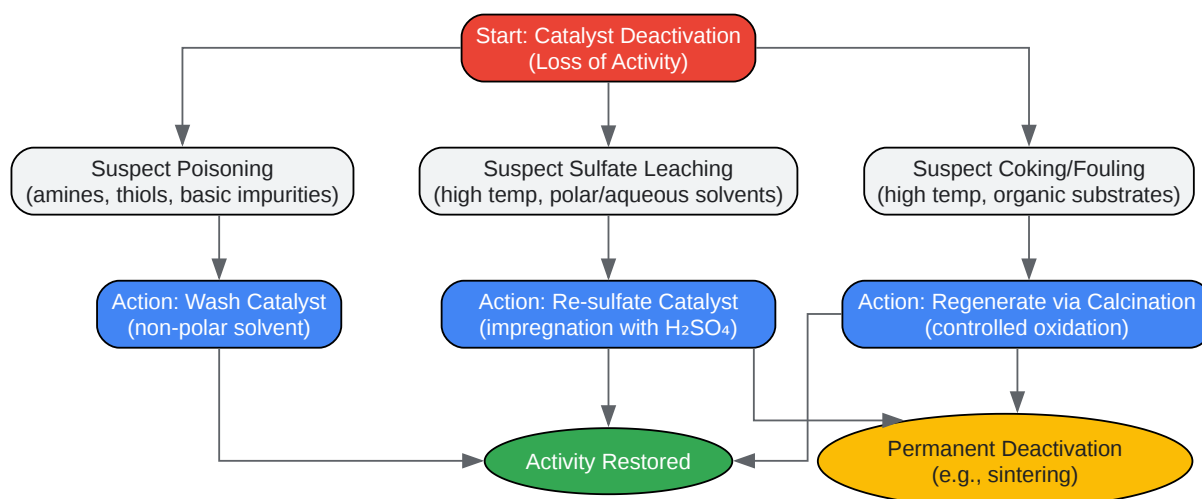 Start: Catalyst Deactivation
(Loss of Activity)
Suspect Poisoning
(amines, thiols, basic impurities)
Suspect Sulfate Leaching
(high temp, polar/aqueous solvents)
Suspect Coking/Fouling
(high temp, organic substrates)
Action: Wash Catalyst
(non-polar solvent)
Action: Re-sulfate Catalyst
(impregnation with H₂SO₄)
Action: Regenerate via Calcination
(controlled oxidation)
Activity Restored
Permanent Deactivation
(e.g., sintering)